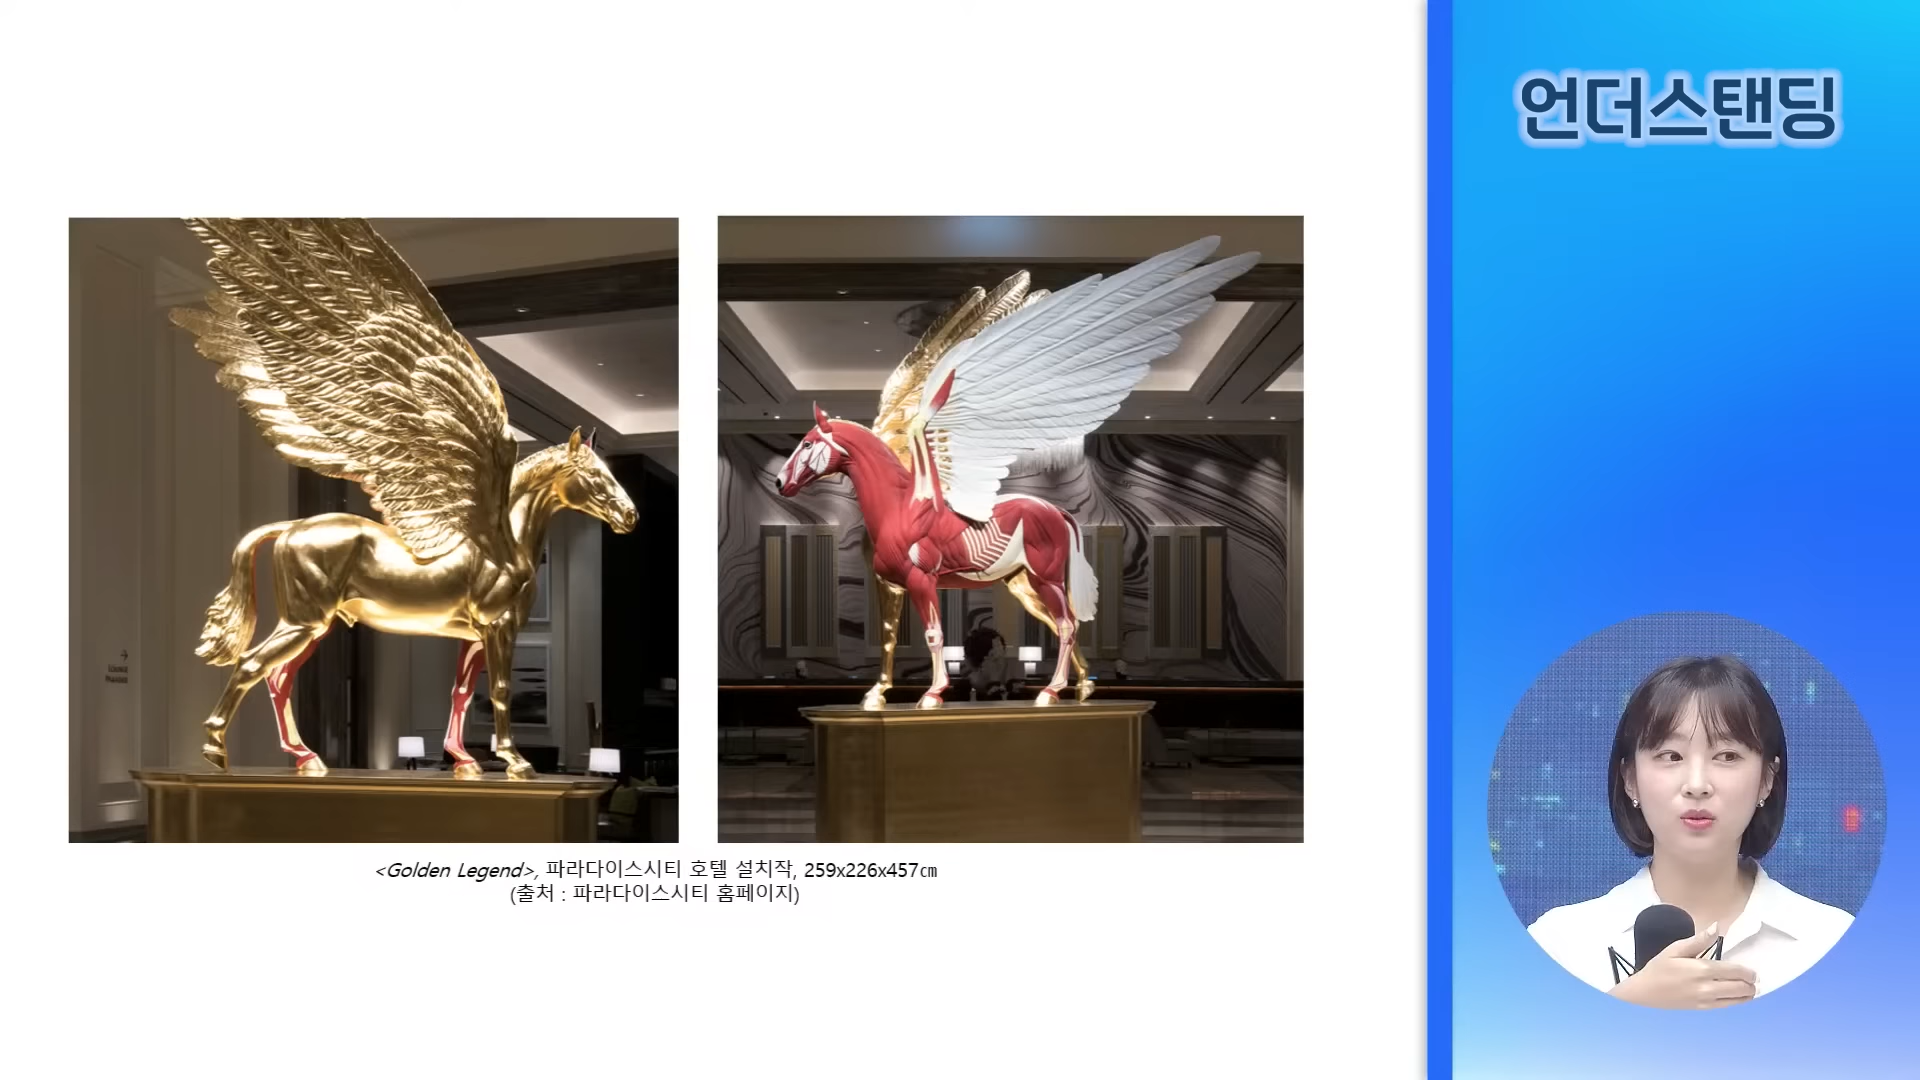 언더스탠딩
<Golden Legend>, 파라다이스시티 호텔 설치작, 259x226x457㎝
(출처 : 파라다이스시티 홈페이지)